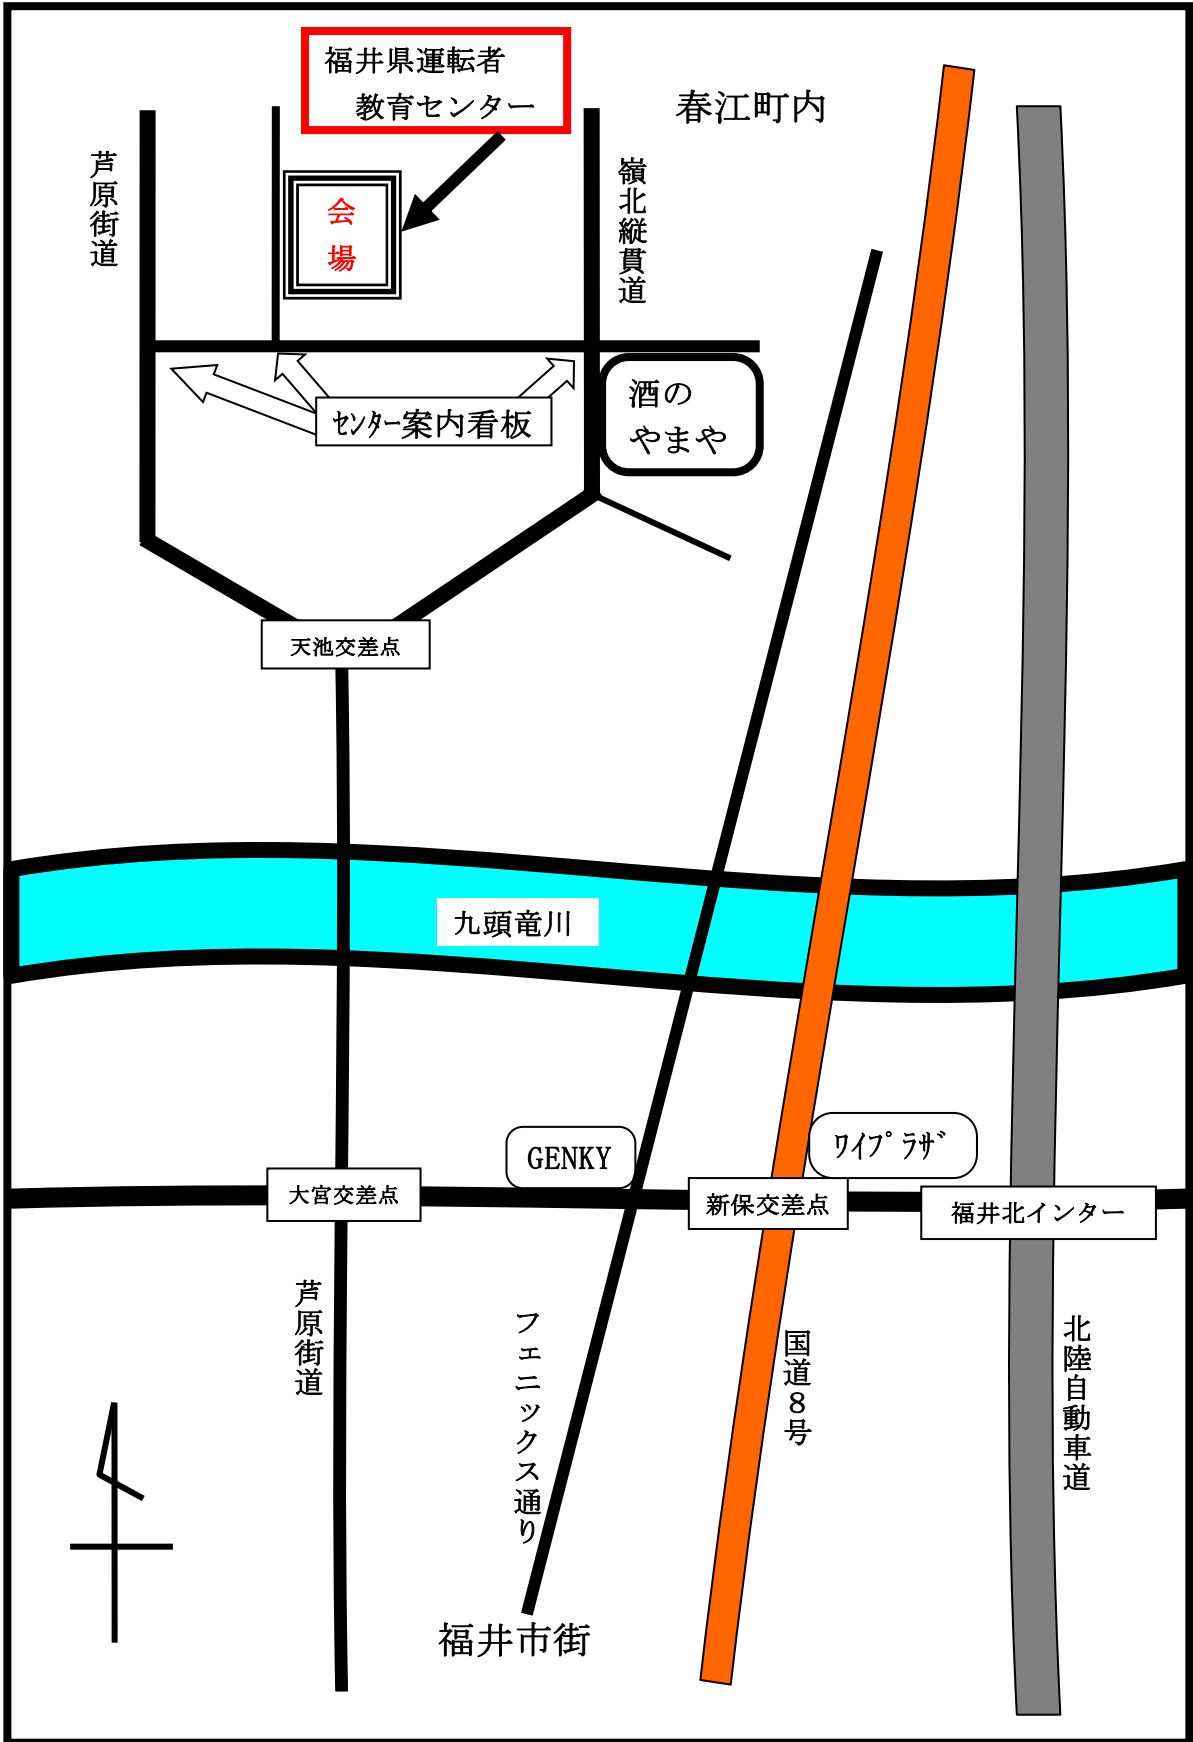 福井県運転者
教育センター
春江町内
芦原街道
会
場
嶺北縦貫道
酒の
やまや
ｾﾝﾀｰ案内看板
天池交差点
九頭竜川
GENKY
ﾜｲﾌﾟﾗｻﾞ
大宮交差点
新保交差点
福井北インター
芦原街道
フェニックス通り
国道８号
北陸自動車道
福井市街